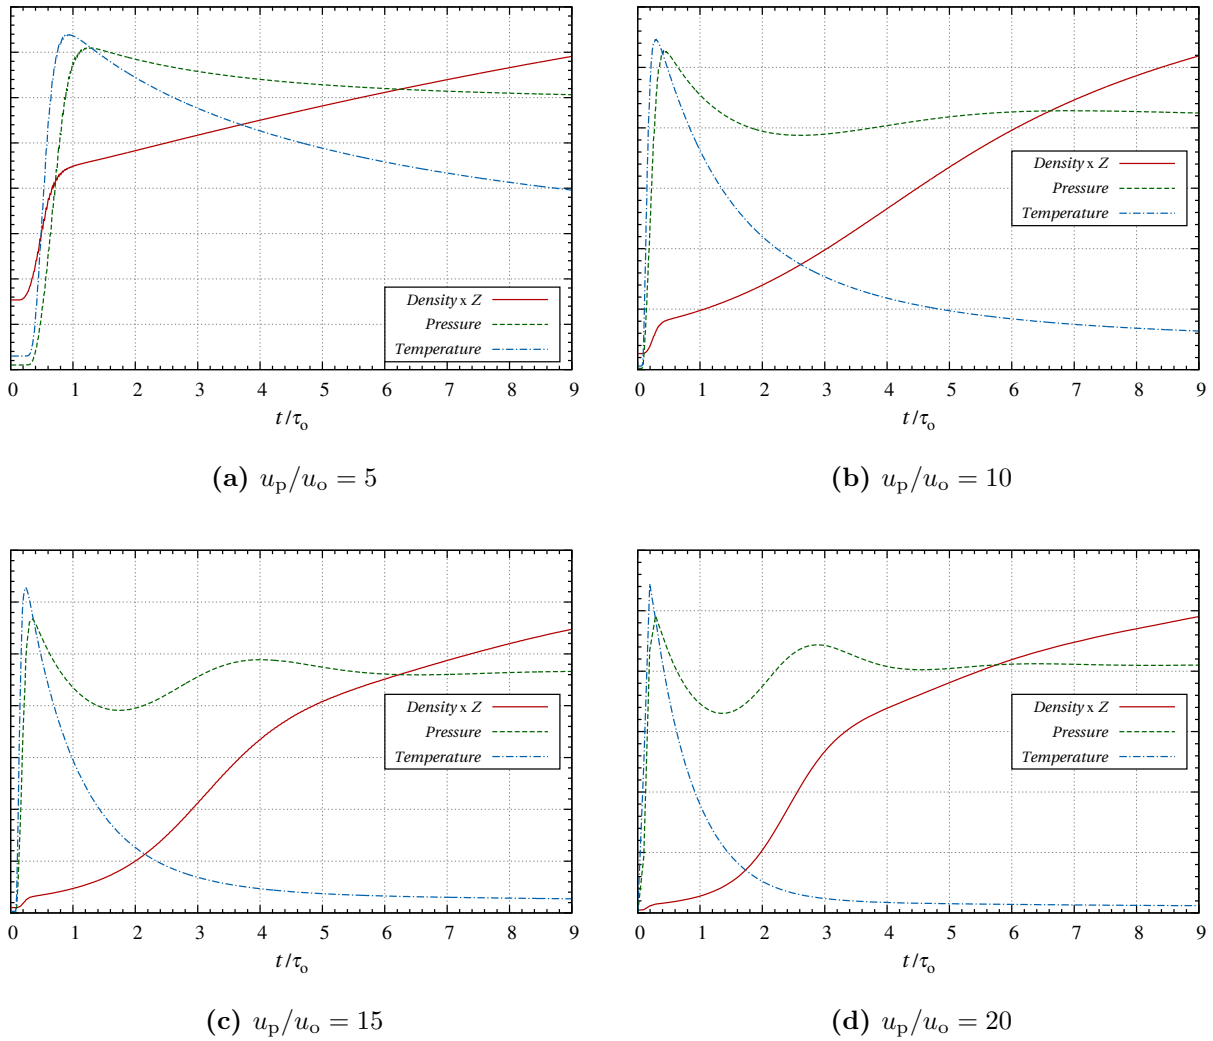 Density x Z
Pressure
Temperature
0 1 2 3 4 5 6 7 8 9
t/τo
(a) up/uo = 5
Density x Z
Pressure
Temperature
0 1 2 3 4 5 6 7 8 9
t/τo
(b) up/uo = 10
Density x Z
Pressure
Temperature
0 1 2 3 4 5 6 7 8 9
t/τo
(c) up/uo = 15
Density x Z
Pressure
Temperature
0 1 2 3 4 5 6 7 8 9
t/τo
(d) up/uo = 20